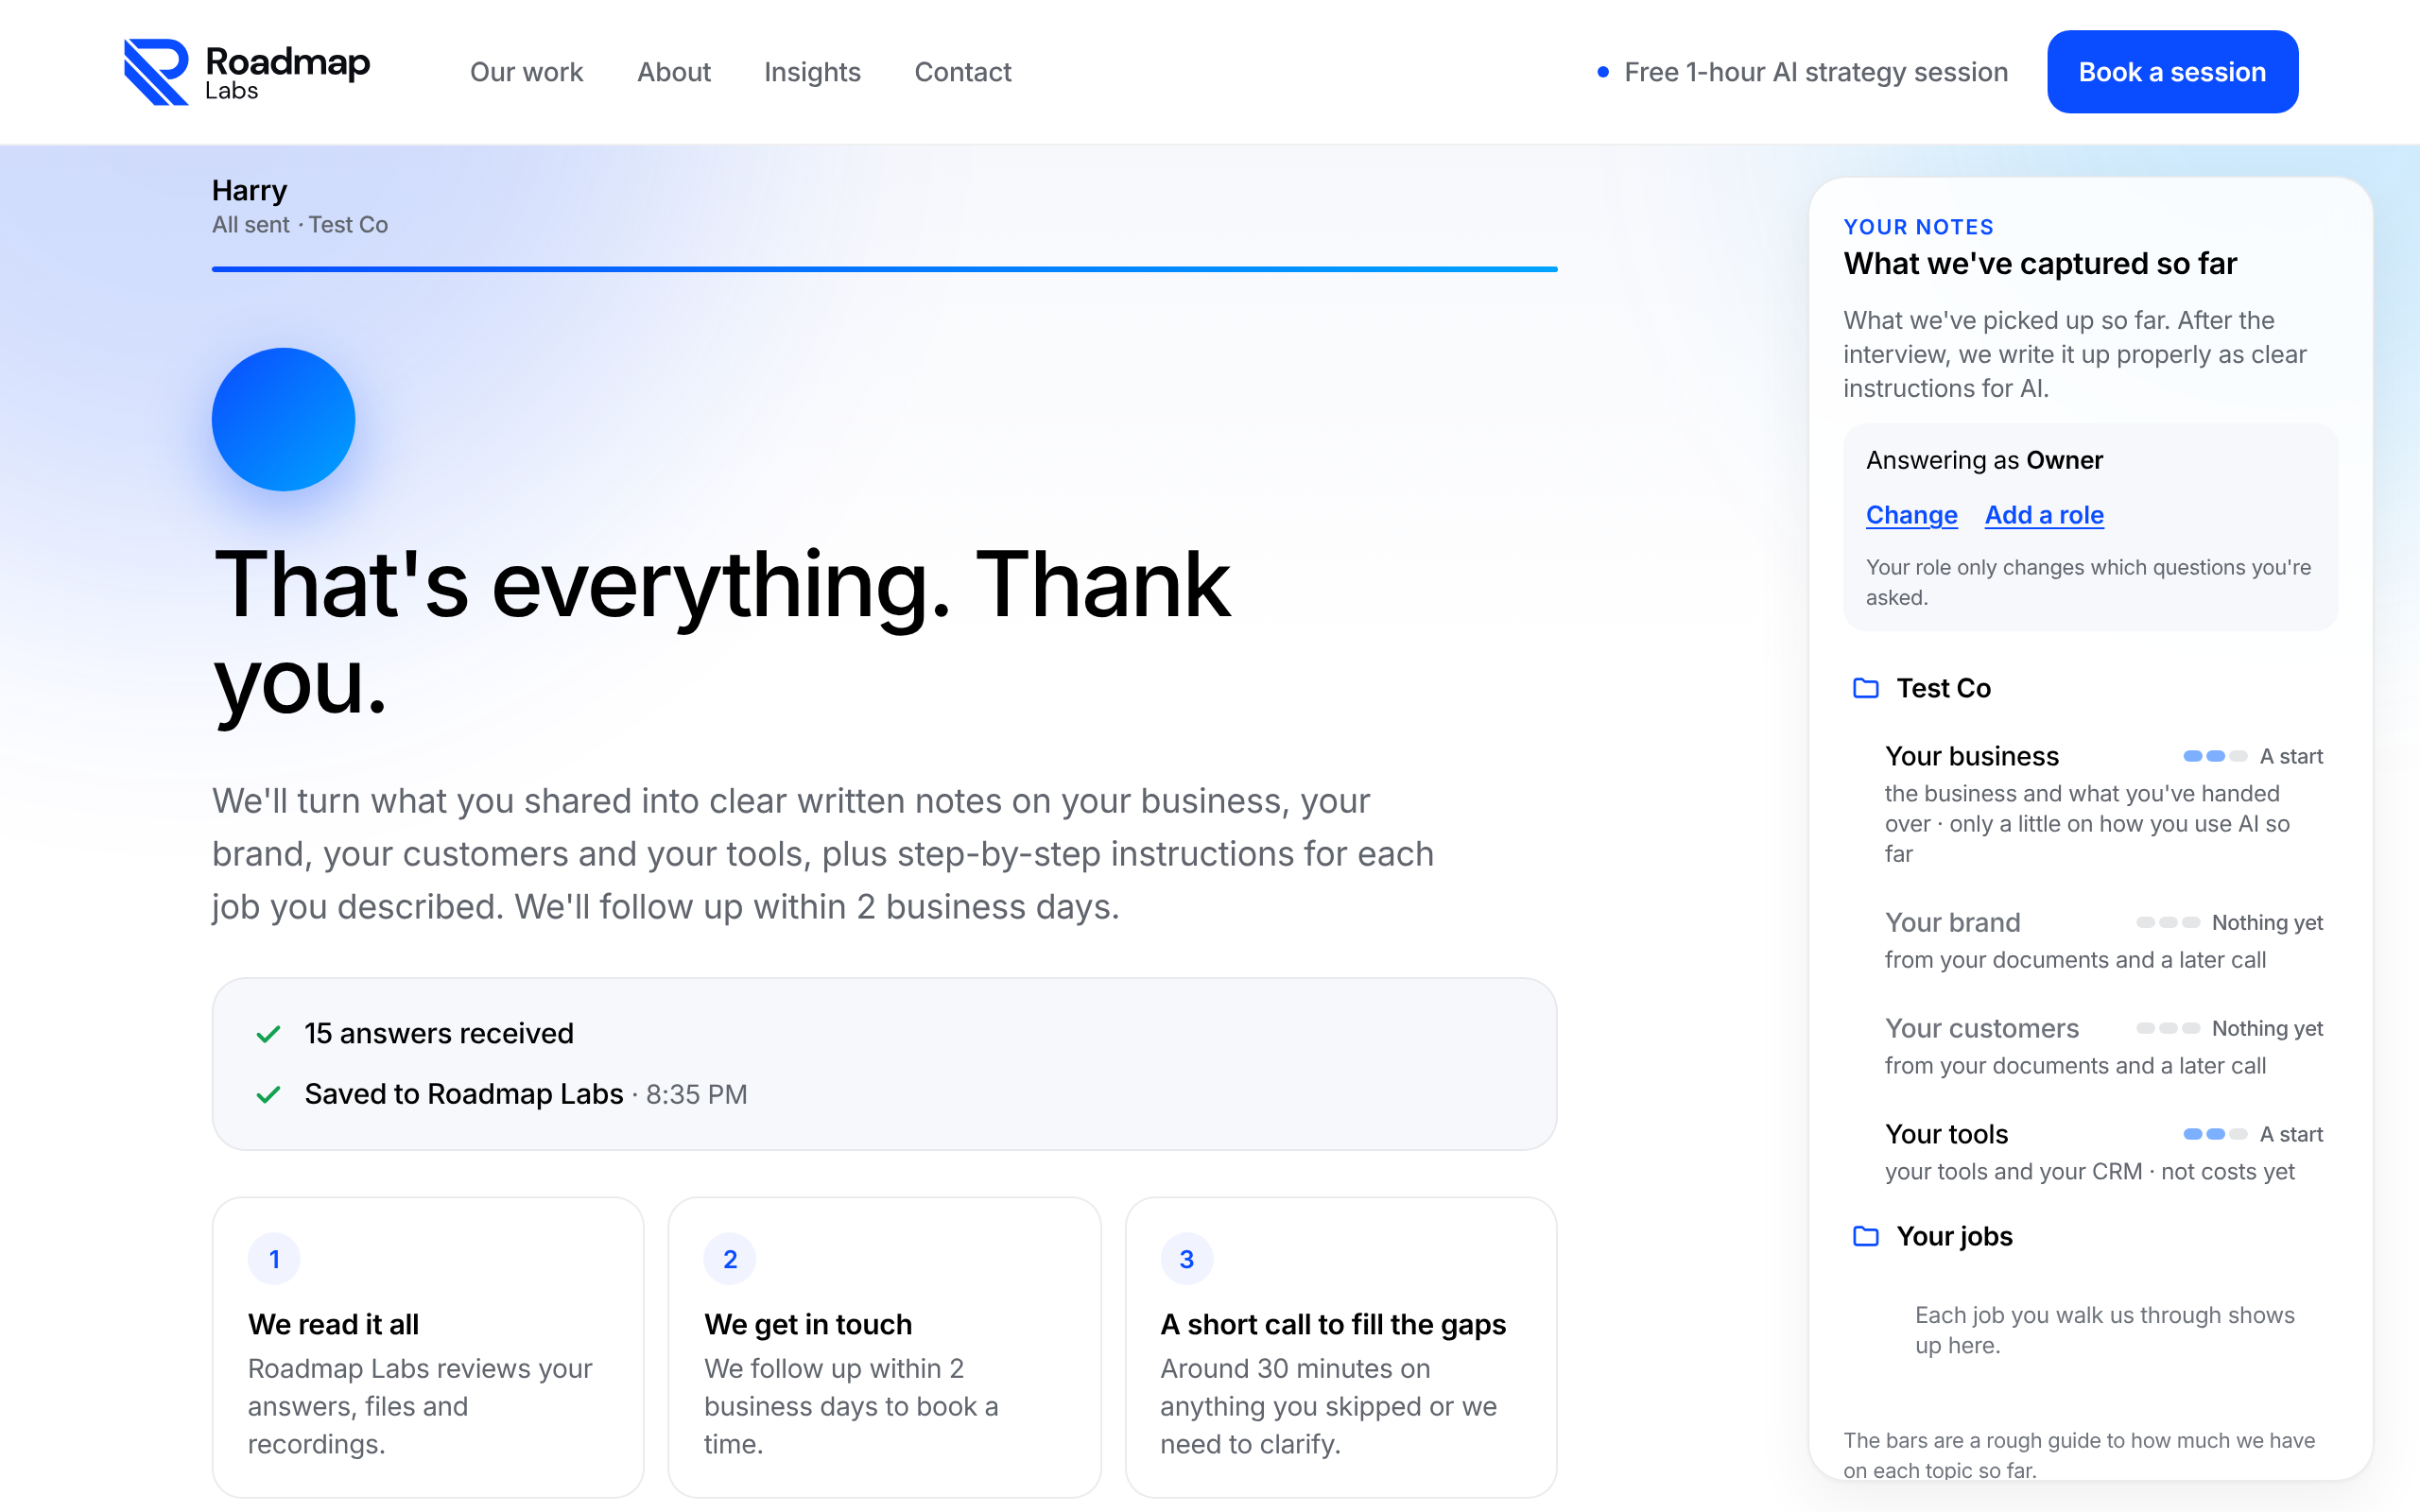 Roadmap
Labs
Our work
About
Insights
Contact
Free 1-hour AI strategy session
Book a session
Harry
All sent · Test Co
That's everything. Thank
you.
We'll turn what you shared into clear written notes on your business, your
brand, your customers and your tools, plus step-by-step instructions for each
job you described. We'll follow up within 2 business days.
15 answers received
Saved to Roadmap Labs · 8:35 PM
1
We read it all
Roadmap Labs reviews your
answers, files and
recordings.
2
We get in touch
We follow up within 2
business days to book a
time.
3
A short call to fill the gaps
Around 30 minutes on
anything you skipped or we
need to clarify.
YOUR NOTES
What we've captured so far
What we've picked up so far. After the
interview, we write it up properly as clear
instructions for AI.
Answering as Owner
Change
Add a role
Your role only changes which questions you're
asked.
Test Co
Your business
A start
the business and what you've handed
over · only a little on how you use AI so
far
Your brand
Nothing yet
from your documents and a later call
Your customers
Nothing yet
from your documents and a later call
Your tools
A start
your tools and your CRM · not costs yet
Your jobs
Each job you walk us through shows
up here.
The bars are a rough guide to how much we have
on each topic so far.